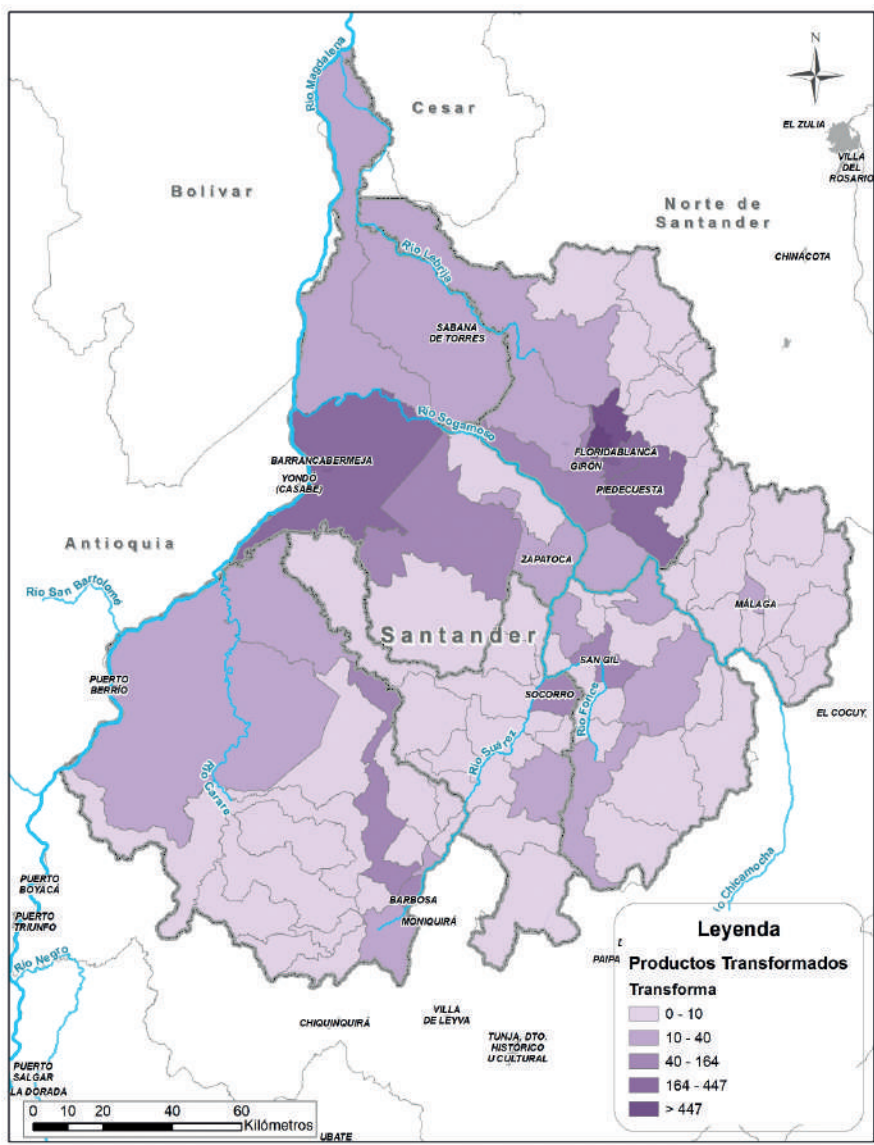 Río Magdalena
N
Cesar
EL ZULIA
VILLA
DEL
ROSARIO
Bolívar
Norte de
Santander
CHINÁCOTA
Río Lebrija
SABANA
DE TORRES
Río Sogamoso
BARRANCABERMEJA
FLORIDABLANCA
GIRÓN
YONDÓ
(CASABE)
PIEDECUESTA
Antioquia
ZAPATOCA
Río San Bartolomé
MÁLAGA
Santander
SAN GIL
PUERTO
BERRÍO
SOCORRO
Río Fonce
EL COCUY
Río Suárez
Río Carare
PUERTO
BOYACÁ
BARBOSA
MONIQUIRÁ
o Chicamocha
PUERTO
TRIUNFO
Río Negro
PAIPA
CHIQUINQUIRÁ
VILLA
DE LEYVA
TUNJA, DTO.
HISTÓRICO
U CULTURAL
PUERTO
SALGAR
LA DORADA
UBATE
Leyenda
Productos Transformados
Transforma
0 - 10
10 - 40
40 - 164
164 - 447
> 447
0 10 20 40 60
Kilómetros